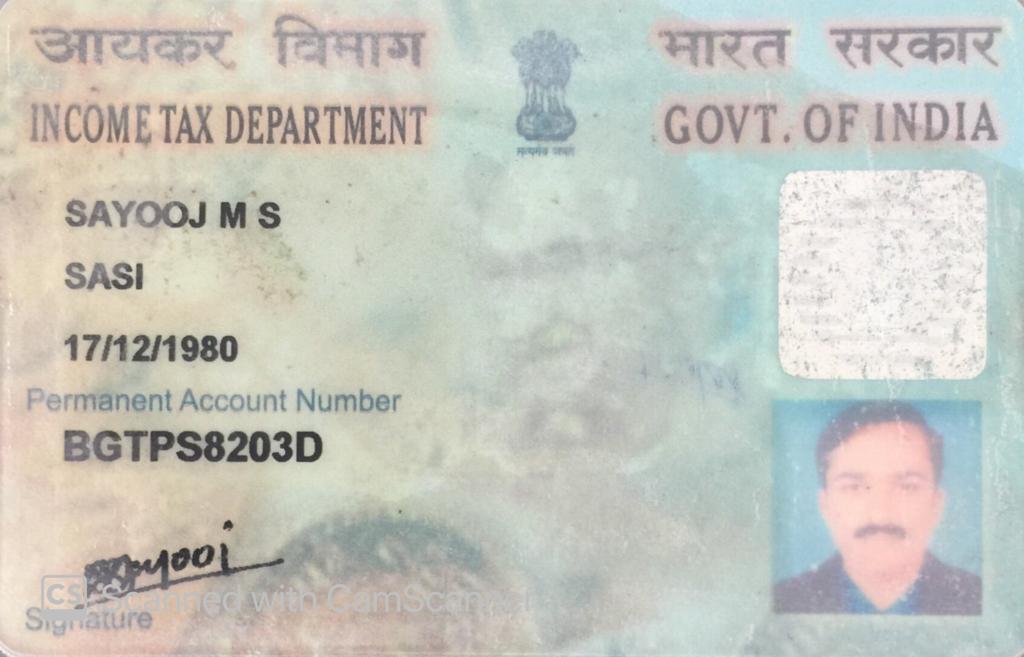 आयकर विभाग
भारत सरकार
INCOME TAX DEPARTMENT
GOVT. OF INDIA
सत्यमेव जयते
SAYOOJ M S
SASI
17/12/1980
Permanent Account Number
BGTPS8203D
Sayooj
CS Scanned with CamScanner
Signature